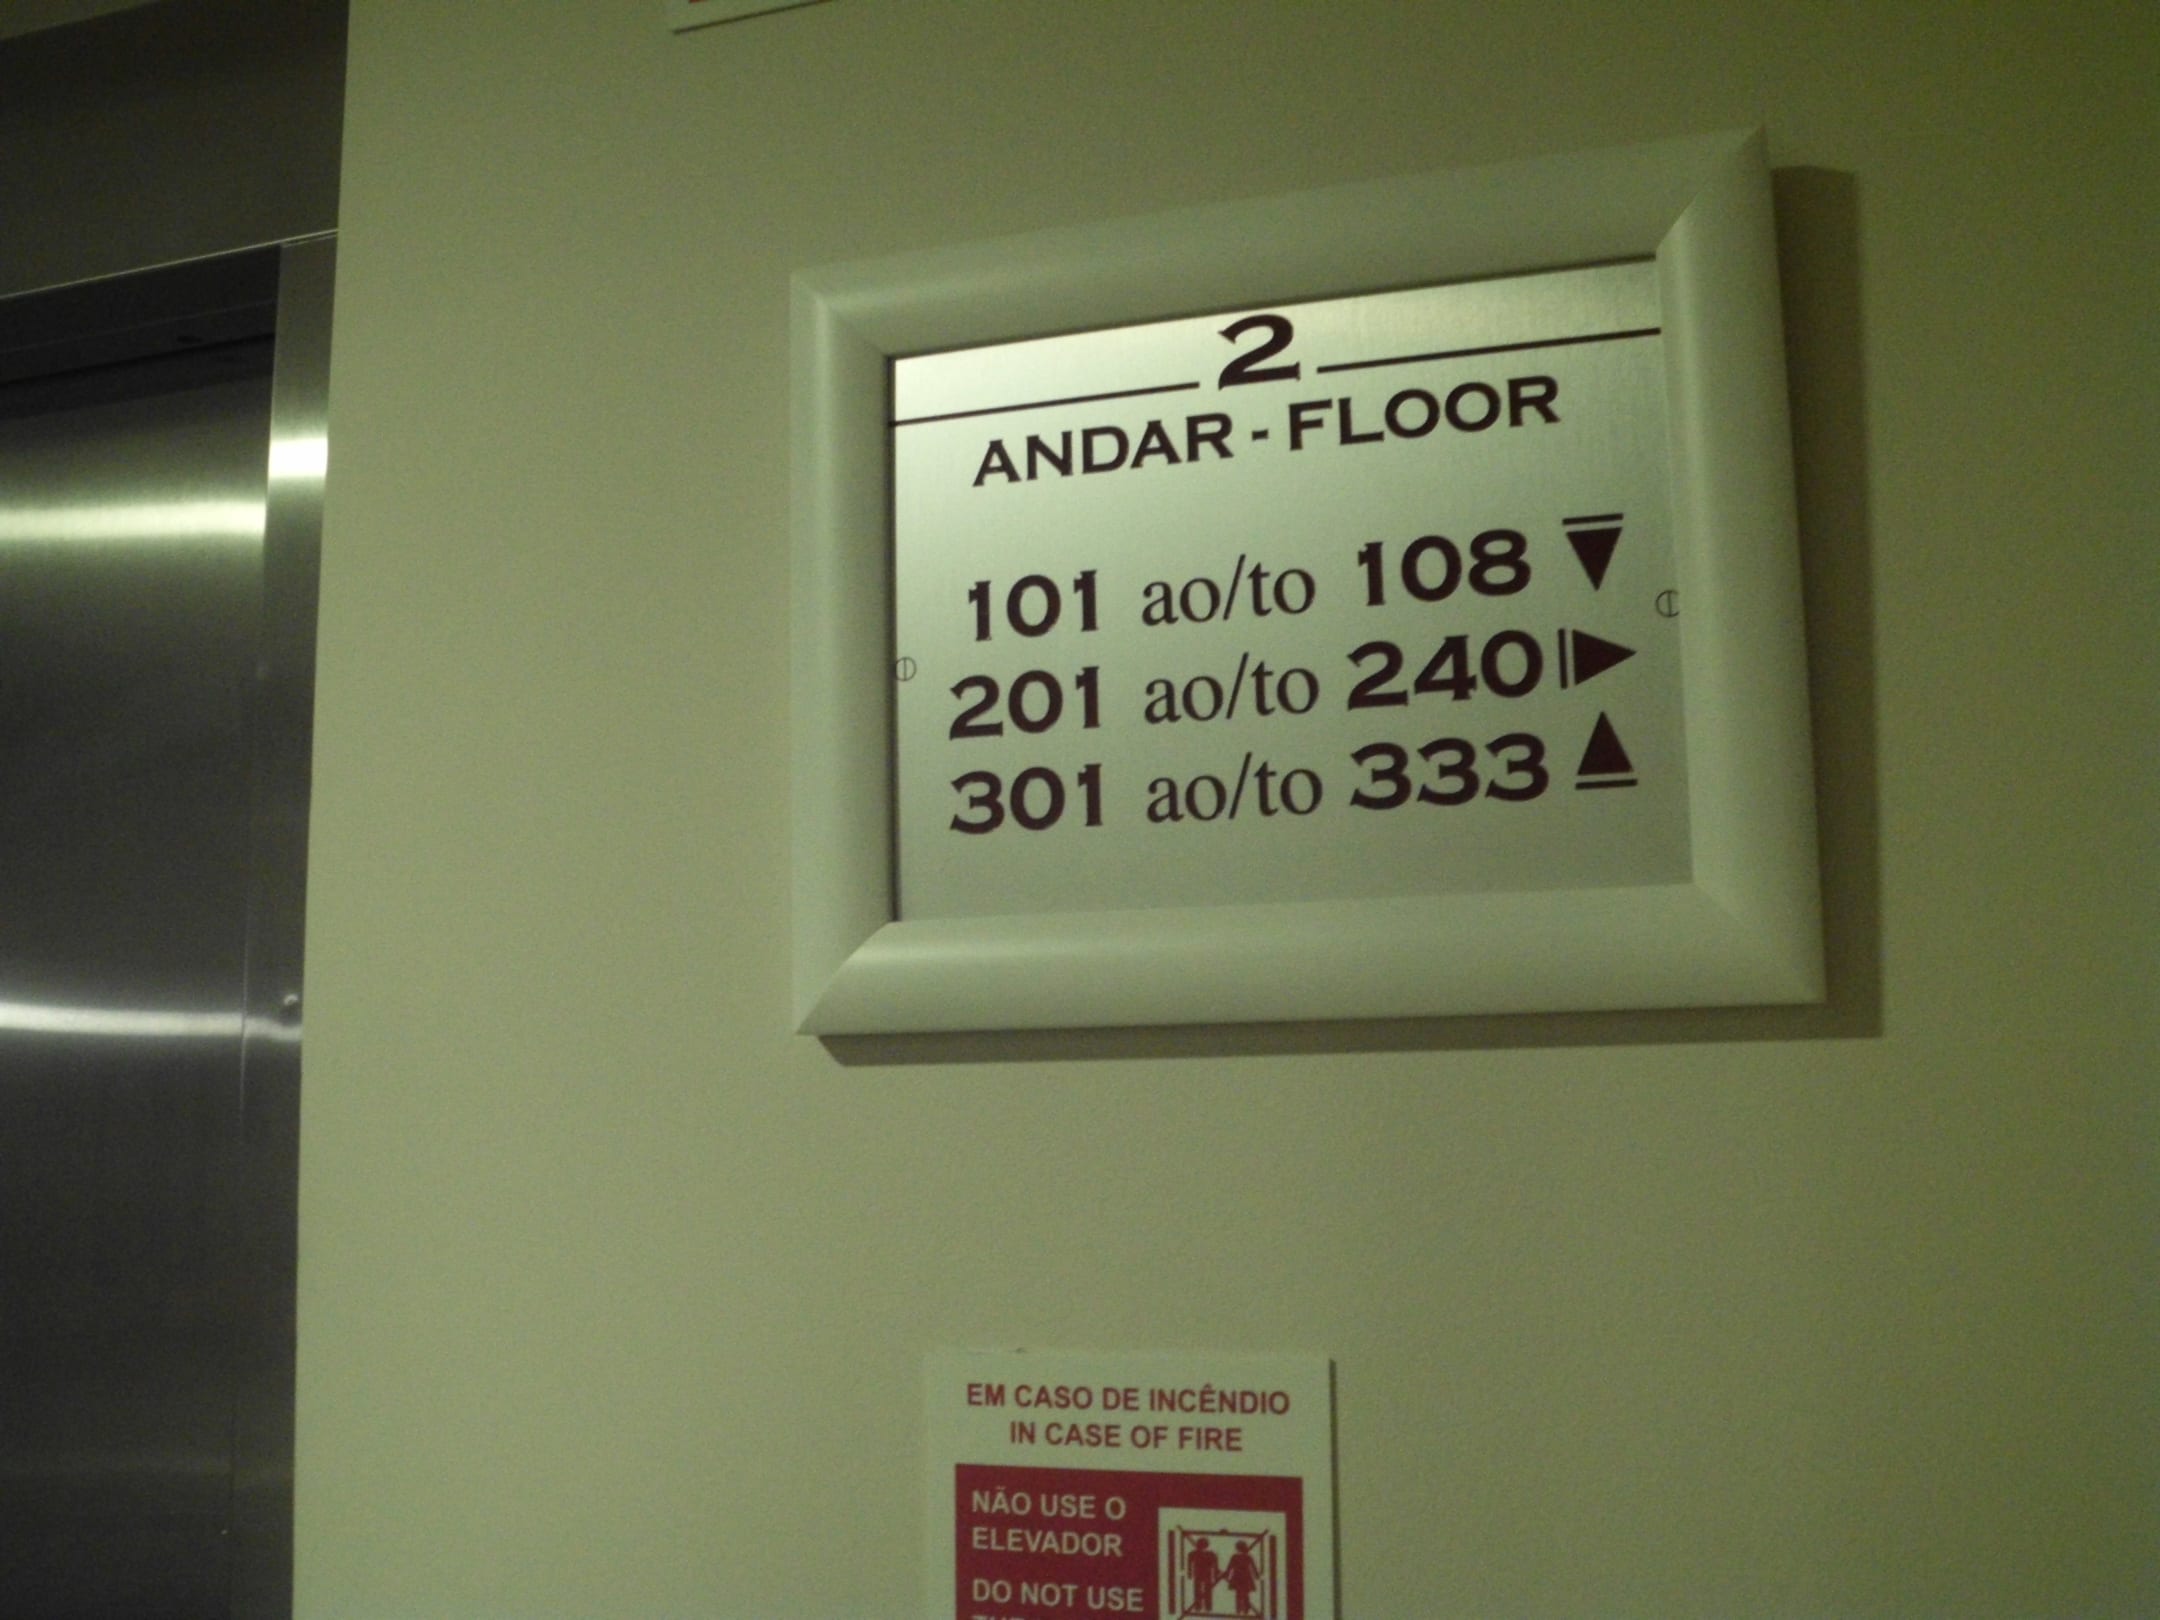 2
ANDAR - FLOOR
101 ao/to 108
201 ao/to 240
301 ao/to 333
EM CASO DE INCÊNDIO
IN CASE OF FIRE
NÃO USE O
ELEVADOR
DO NOT USE